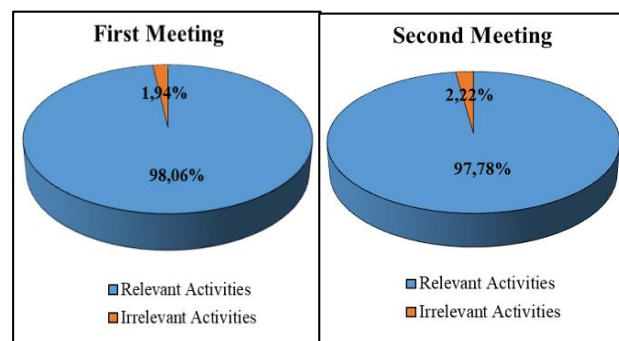 First Meeting
1,94%
98,06%
Relevant Activities
Irrelevant Activities
Second Meeting
2,22%
97,78%
Relevant Activities
Irrelevant Activities